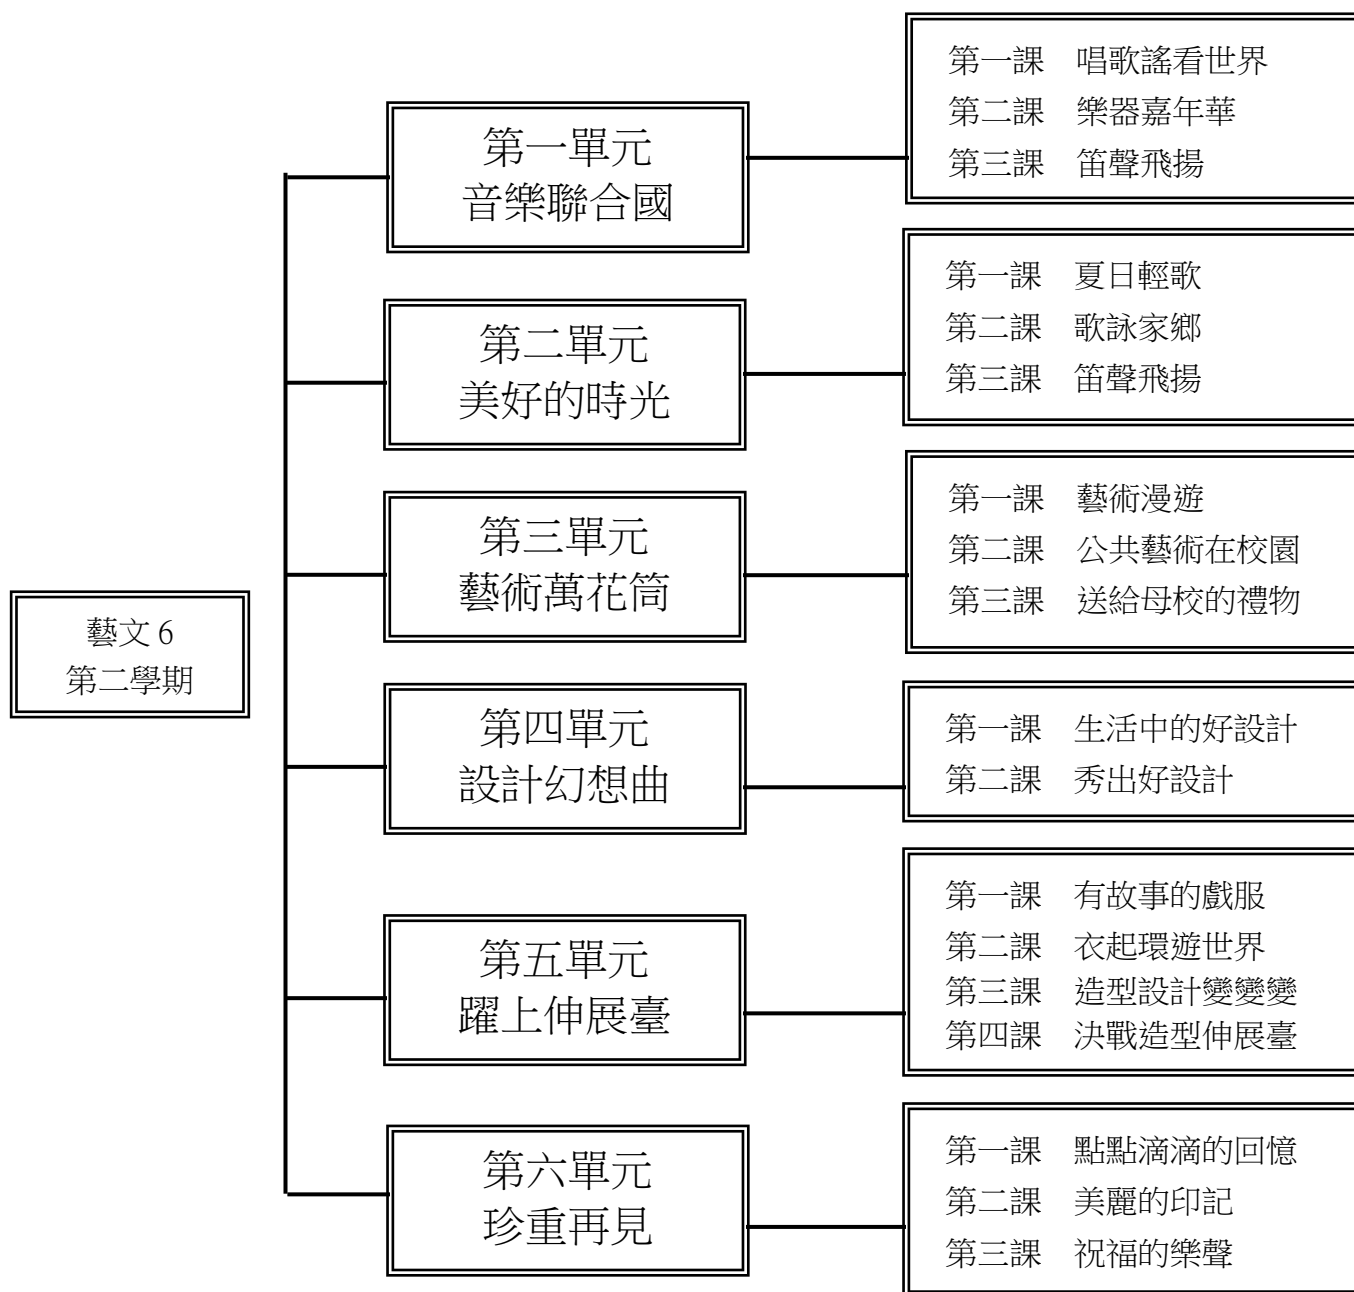 藝文 6
第二學期
第一單元
音樂聯合國
第一課　唱歌謠看世界
第二課　樂器嘉年華
第三課　笛聲飛揚
第二單元
美好的時光
第一課　夏日輕歌
第二課　歌詠家鄉
第三課　笛聲飛揚
第三單元
藝術萬花筒
第一課　藝術漫遊
第二課　公共藝術在校園
第三課　送給母校的禮物
第四單元
設計幻想曲
第一課　生活中的好設計
第二課　秀出好設計
第五單元
躍上伸展臺
第一課　有故事的戲服
第二課　衣起環遊世界
第三課　造型設計變變變
第四課　決戰造型伸展臺
第六單元
珍重再見
第一課　點點滴滴的回憶
第二課　美麗的印記
第三課　祝福的樂聲